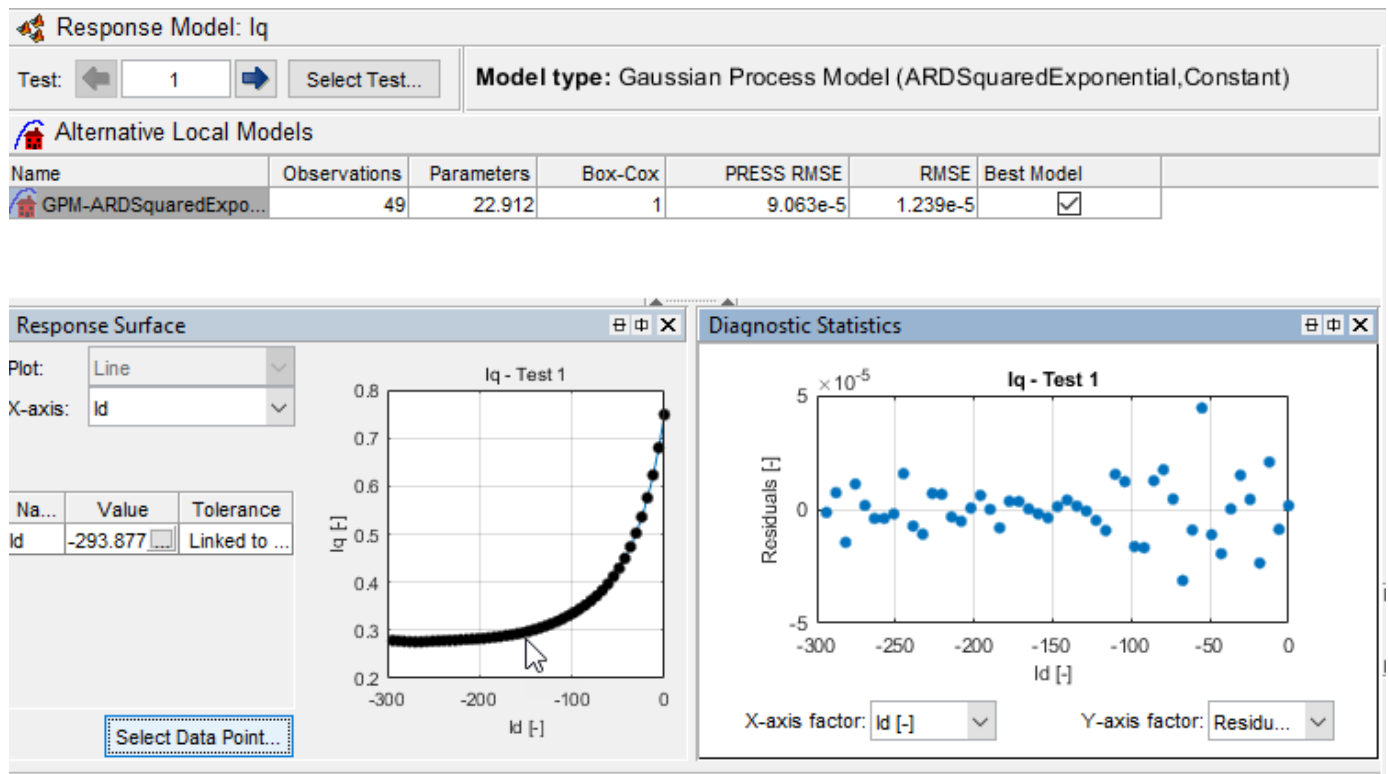 Response Model: Iq
Test: 1 Select Test... Model type: Gaussian Process Model (ARDSquaredExponential,Constant)
Alternative Local Models
Name Observations Parameters Box-Cox PRESS RMSE RMSE Best Model
GPM-ARDSquaredExpo... 49 22.912 1 9.063e-5 1.239e-5
Response Surface
Plot: Line
X-axis: Id
Na... Value Tolerance
Id -293.877 ... Linked to ...
Select Data Point...
Iq - Test 1
0.8
0.7
0.6
0.5
0.4
0.3
0.2
Iq [-]
-300 -200 -100 0
Id [-]
Diagnostic Statistics
Iq - Test 1
×10-5
5
0
-5
Residuals [-]
-300 -250 -200 -150 -100 -50 0
Id [-]
X-axis factor: Id [-] Y-axis factor: Residu...